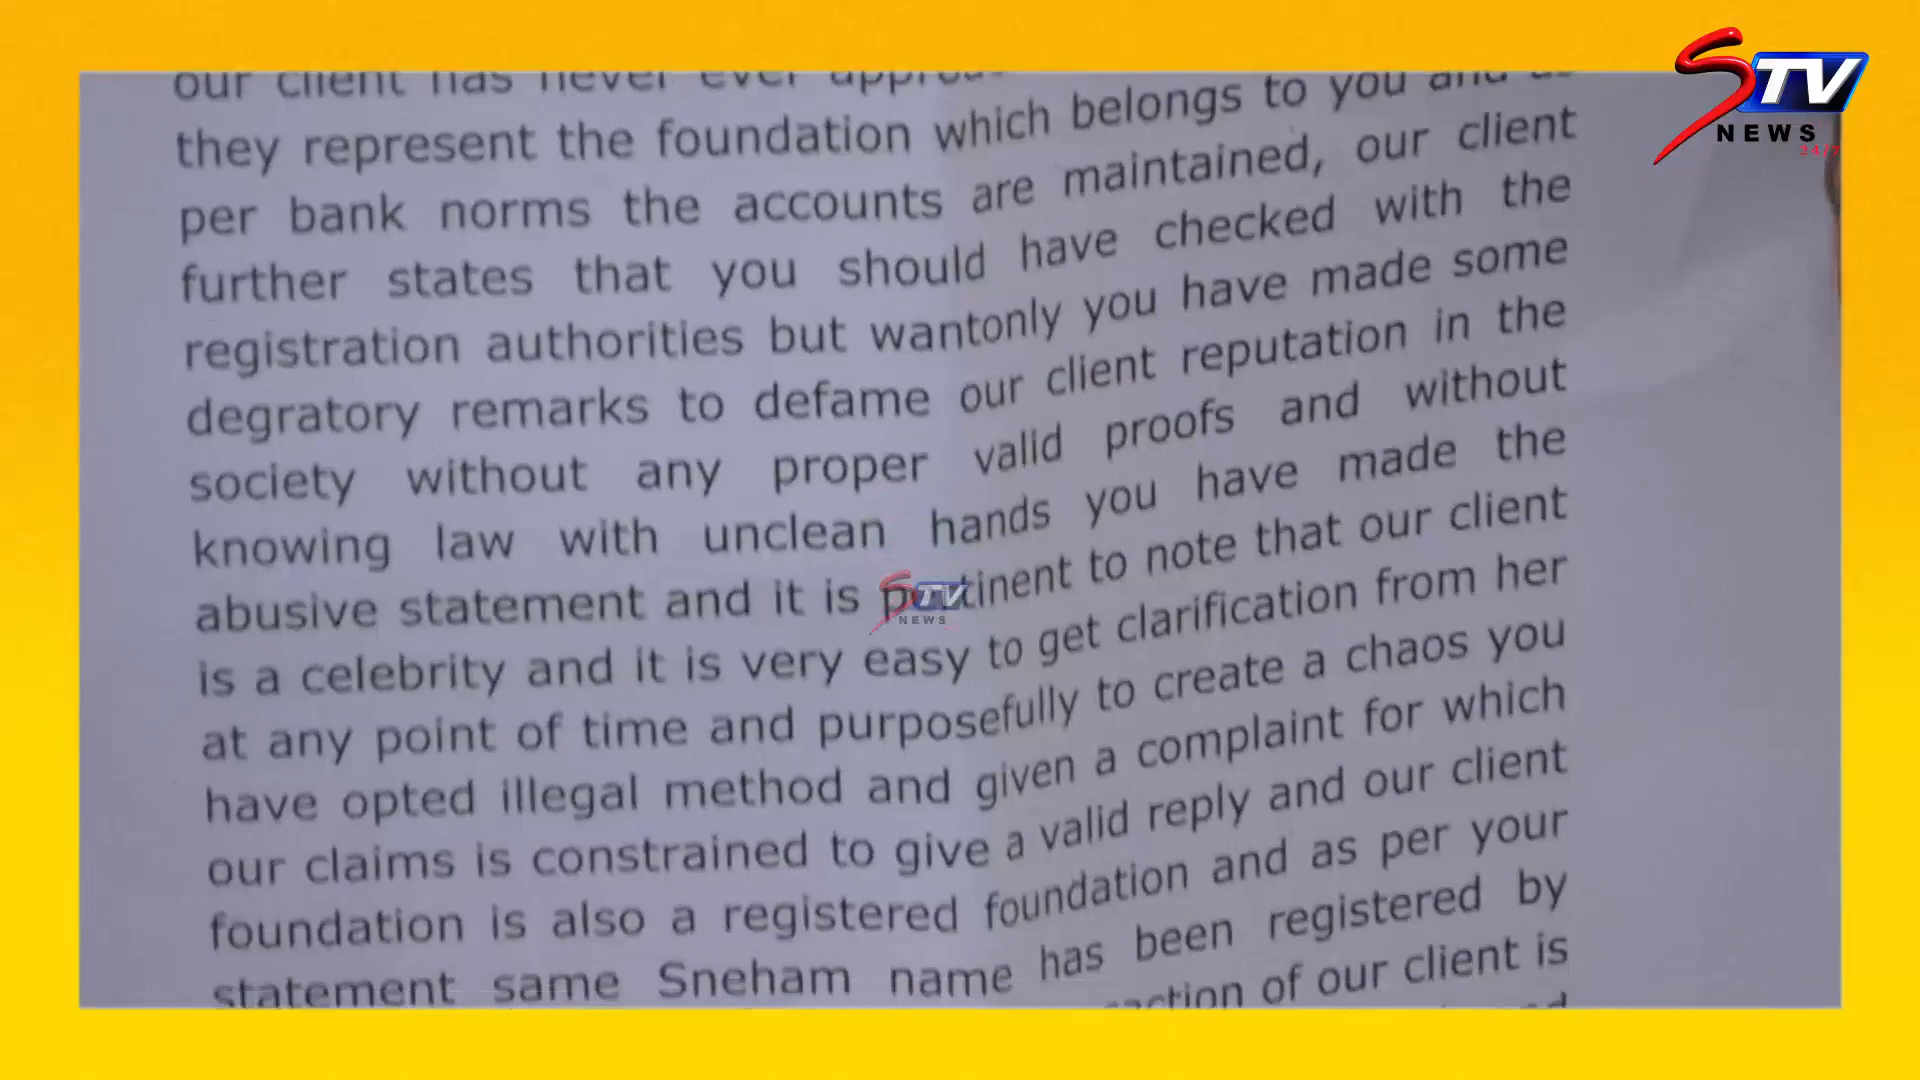 our client has never ever
they represent the foundation which belongs to you and as
per bank norms the accounts are maintained, our client
further states that you should have checked with the
registration authorities but wantonly you have made some
degratory remarks to defame our client reputation in the
society without any proper valid proofs and without
knowing law with unclean hands you have made the
abusive statement and it is pertinent to note that our client
is a celebrity and it is very easy to get clarification from her
at any point of time and purposefully to create a chaos you
have opted illegal method and given a complaint for which
our claims is constrained to give a valid reply and our client
foundation is also a registered foundation and as per your
statement same Sneham name has been registered by
of our client is
STV
NEWS
24/7
STV
NEWS